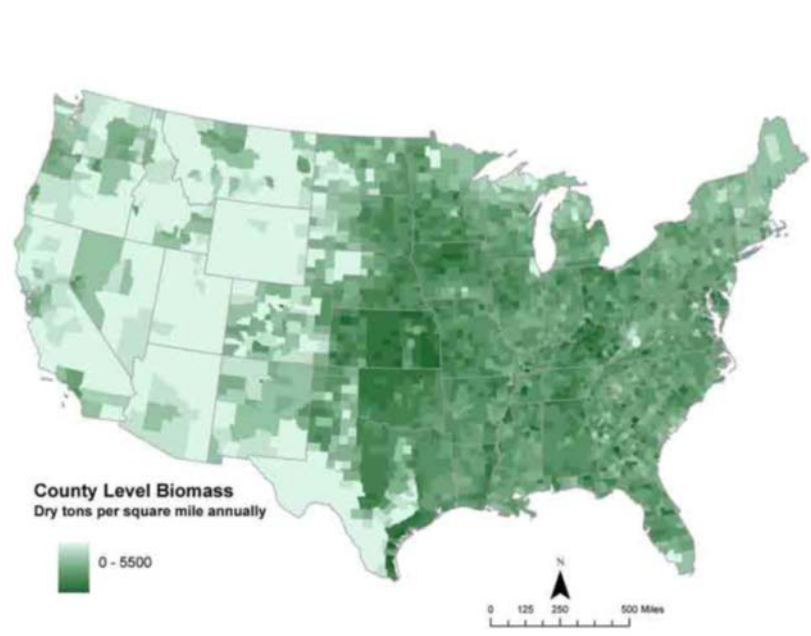 County Level Biomass
Dry tons per square mile annually
0 - 5500
N
0 125 250 500 Miles